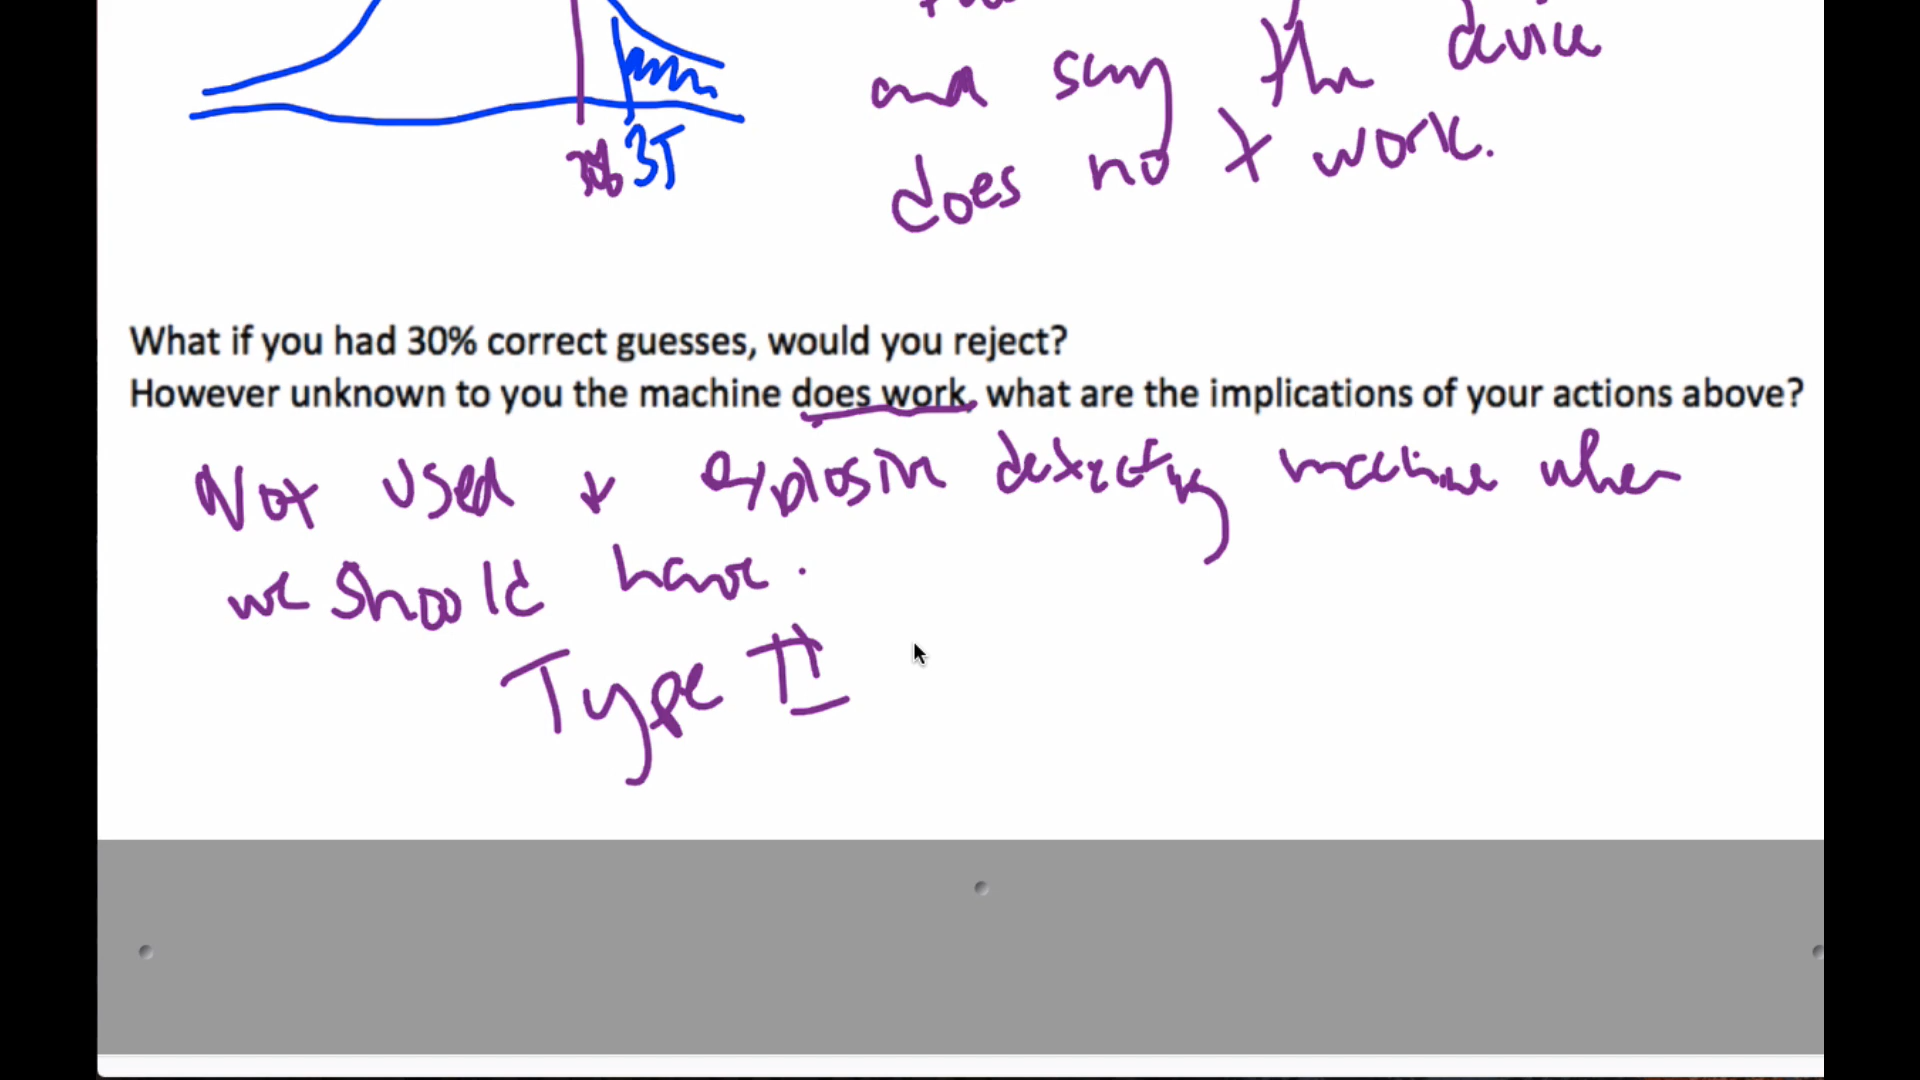 and say the device
does not work.
35
What if you had 30% correct guesses, would you reject?
However unknown to you the machine does work, what are the implications of your actions above?
Not used explosive detecting machine when
we should have.
Type II